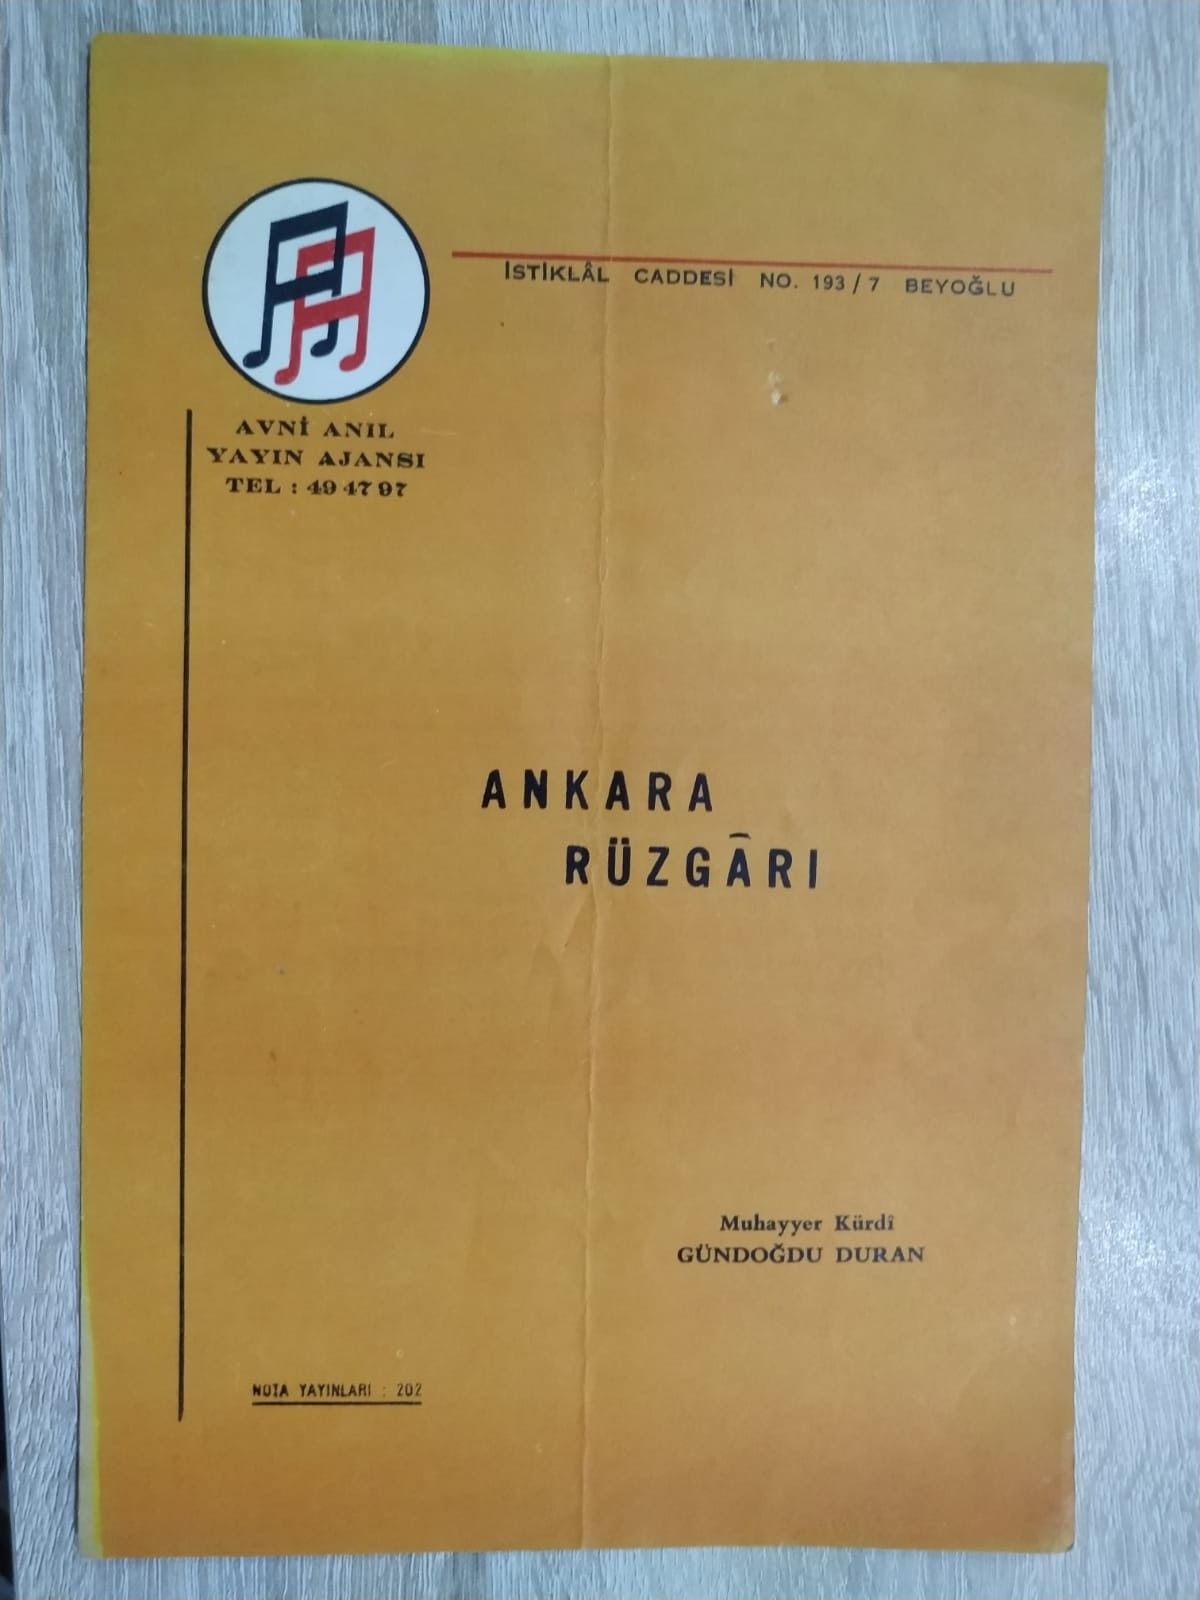 İSTİKLÂL CADDESİ NO. 193/7 BEYOĞLU
AVNİ ANIL
YAYIN AJANSI
TEL : 49 47 97
ANKARA
RÜZGÂRI
Muhayyer Kürdî
GÜNDOĞDU DURAN
NOTA YAYINLARI : 202